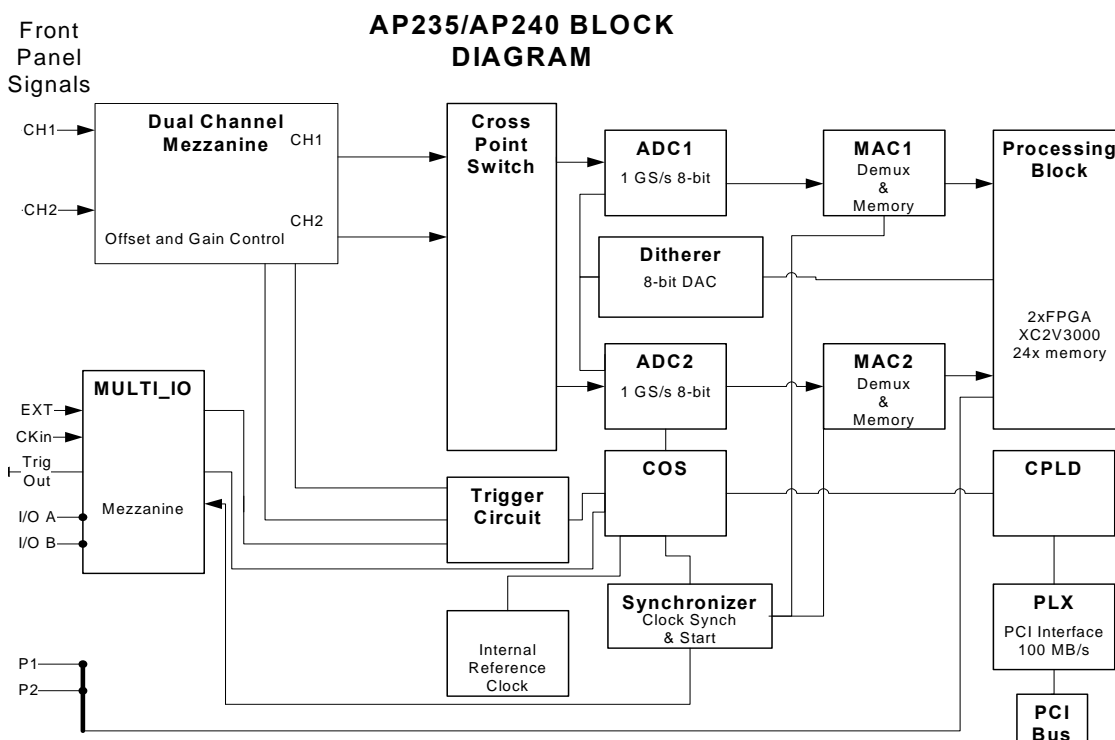 AP235/AP240 BLOCK
DIAGRAM
Front
Panel
Signals
CH1
CH2
Dual Channel
Mezzanine
CH1
CH2
Offset and Gain Control
Cross
Point
Switch
ADC1
1 GS/s 8-bit
MAC1
Demux
&
Memory
Processing
Block
2xFPGA
XC2V3000
24x memory
Ditherer
8-bit DAC
ADC2
1 GS/s 8-bit
MAC2
Demux
&
Memory
MULTI_IO
Mezzanine
EXT
CKin
Trig
Out
I/O A
I/O B
Trigger
Circuit
COS
CPLD
Synchronizer
Clock Synch
& Start
Internal
Reference
Clock
PLX
PCI Interface
100 MB/s
P1
P2
PCI
Bus